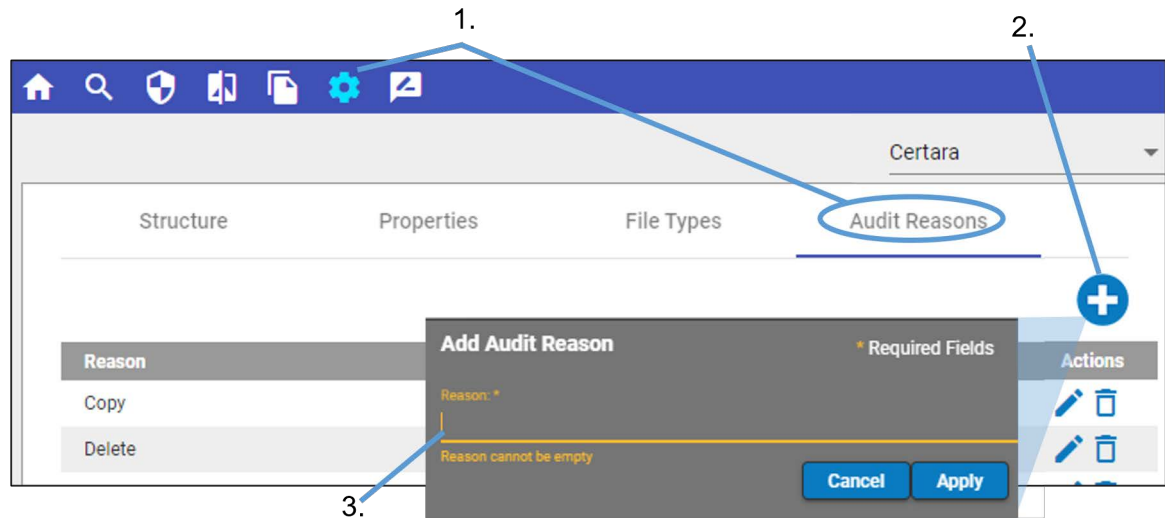 1.
2.
Certara
Structure Properties File Types Audit Reasons
Add Audit Reason * Required Fields
Reason Actions
Reason: *
Copy
Delete
Reason cannot be empty
Cancel Apply
3.